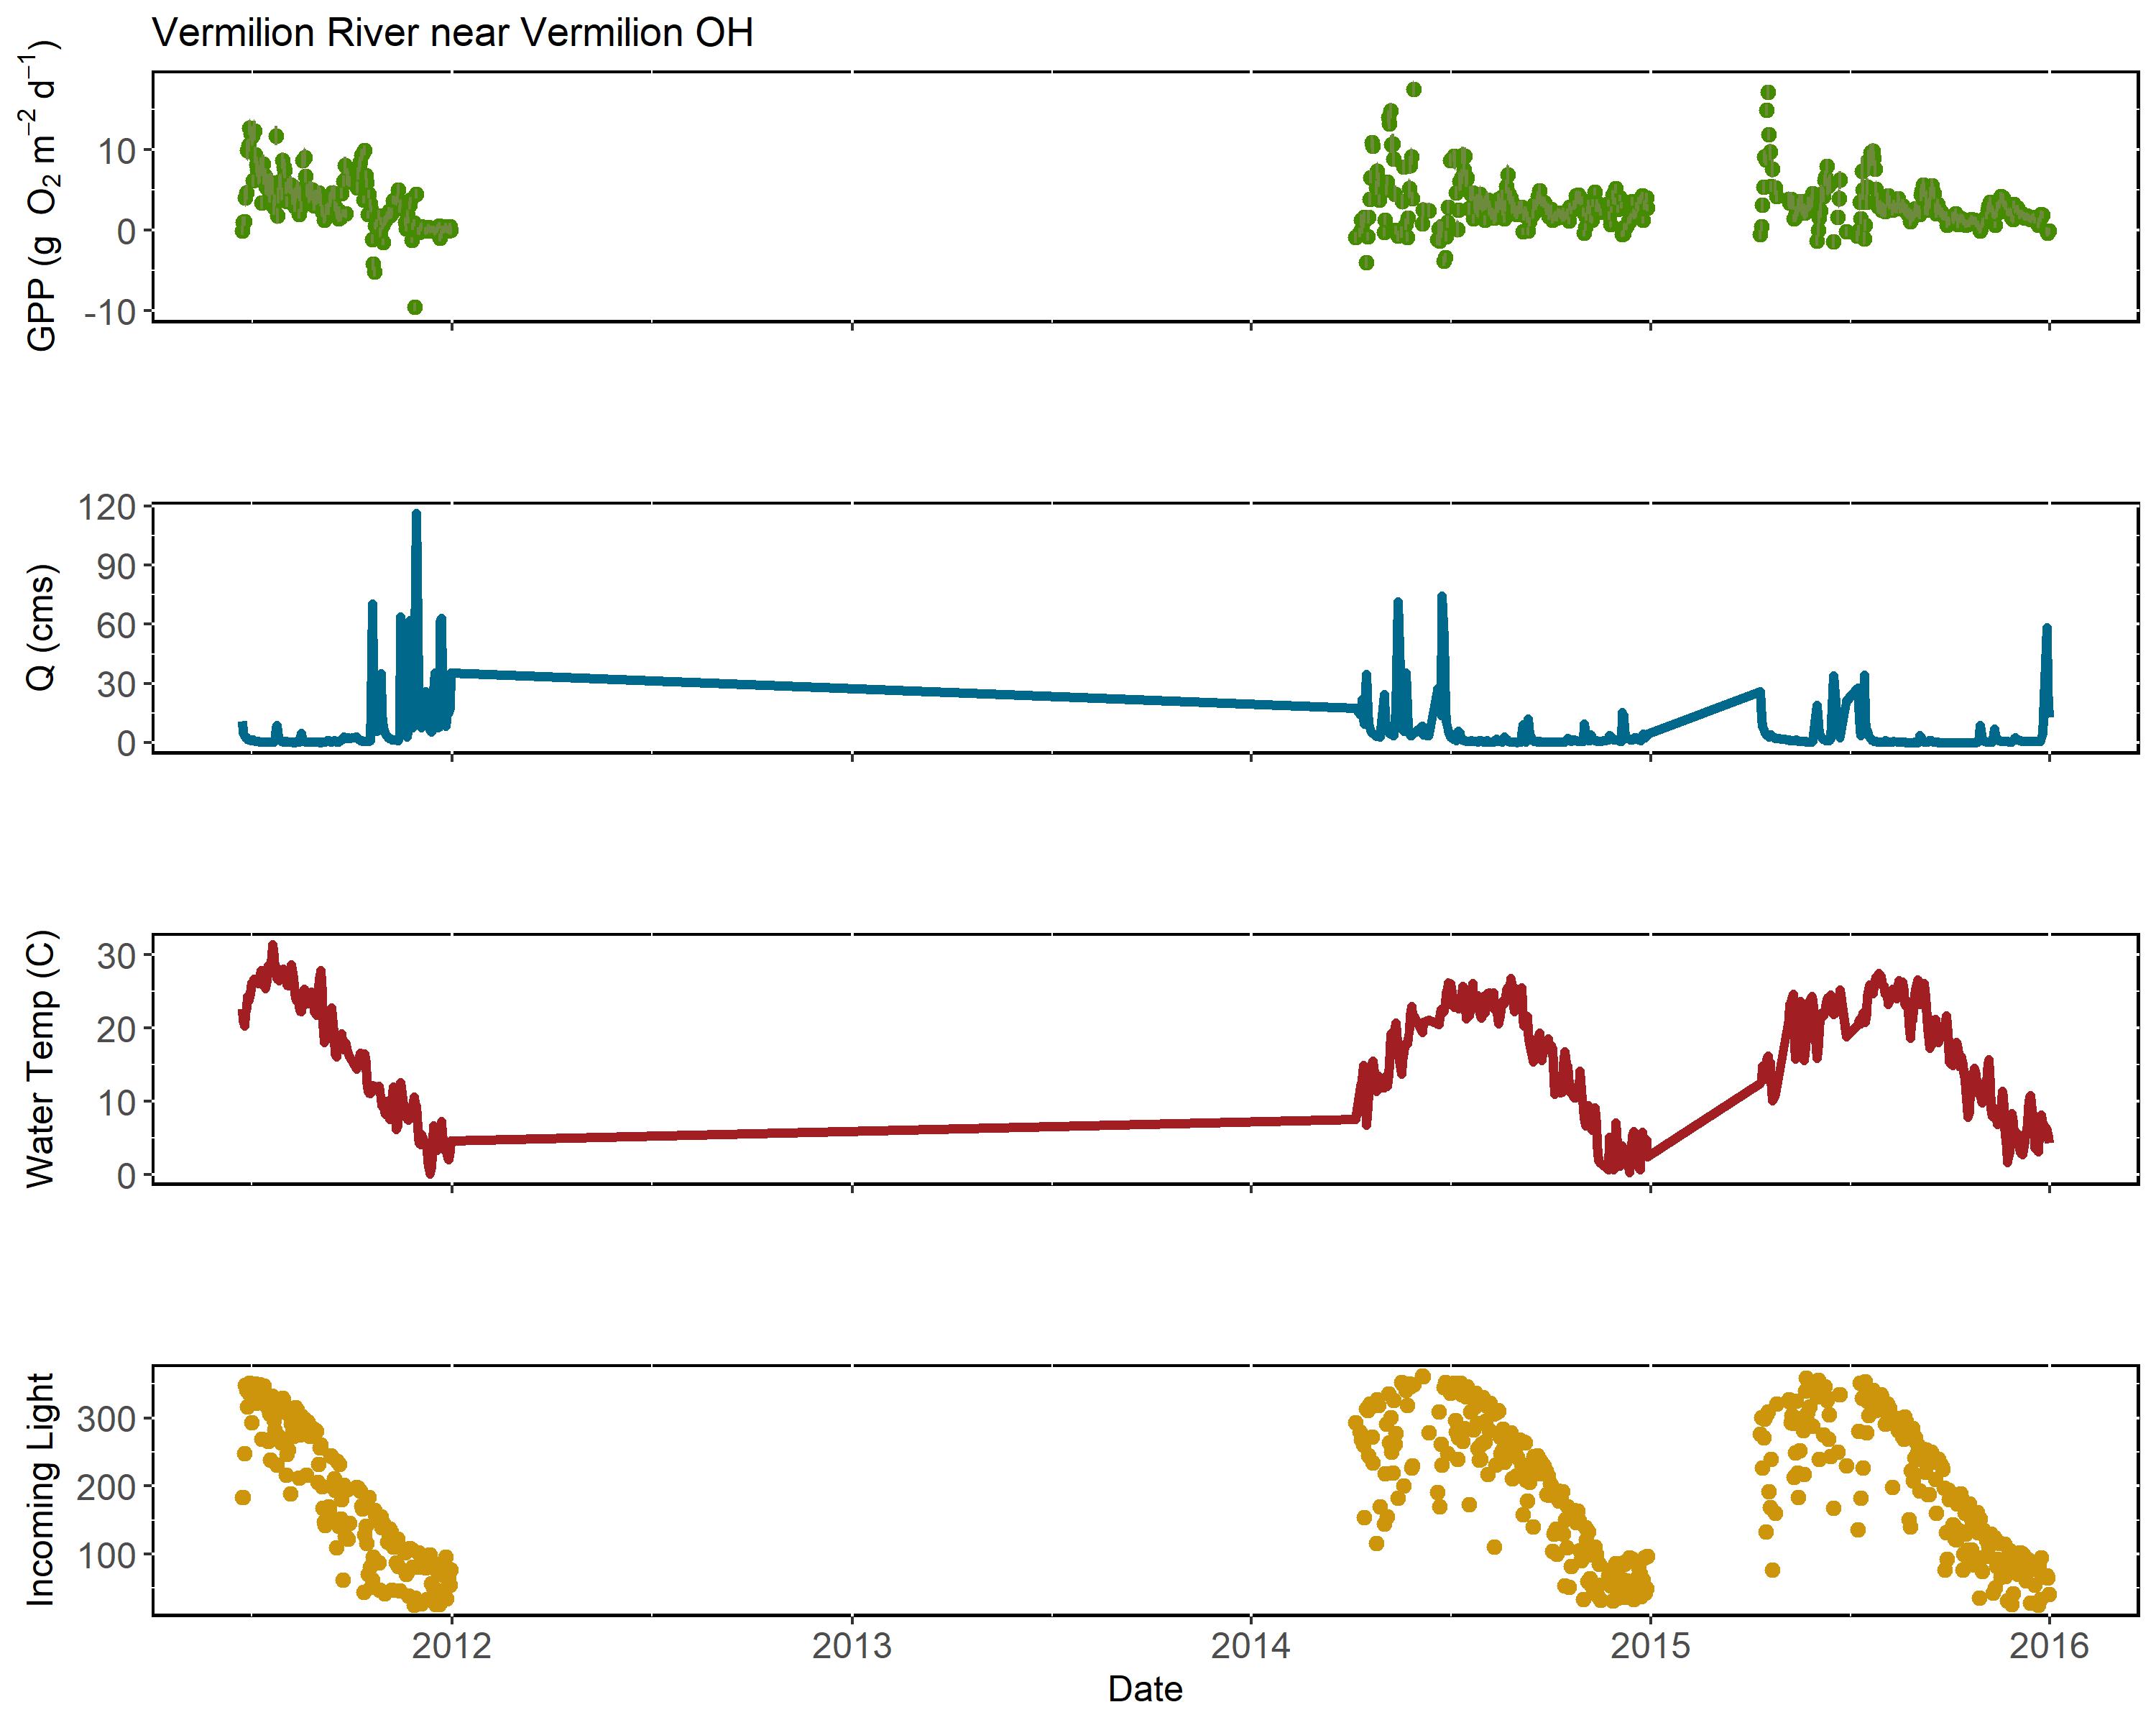 Vermilion River near Vermilion OH
GPP (g O₂ m⁻² d⁻¹)
10
0
-10
Q (cms)
120
90
60
30
0
Water Temp (C)
30
20
10
0
Incoming Light
300
200
100
2012 2013 2014 2015 2016
Date